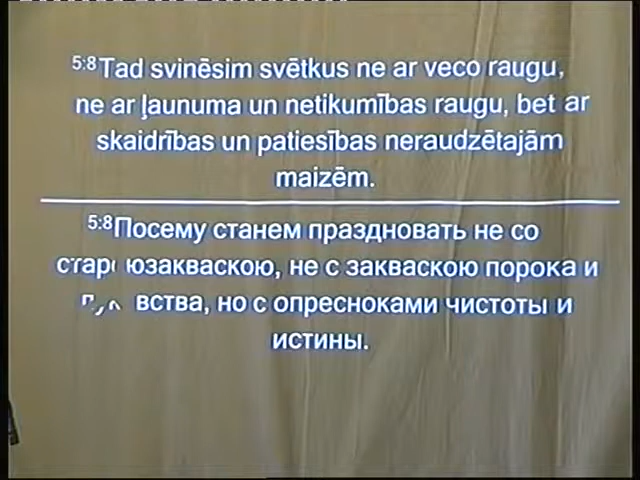 5:8Tad svinēsim svētkus ne ar veco raugu,
ne ar ļaunuma un netikumības raugu, bet ar
skaidrības un patiesības neraudzētajām
maizēm.
5:8Посему станем праздновать не со
закваскою, не с закваскою порока и
но с опресноками чистоты и
истины.